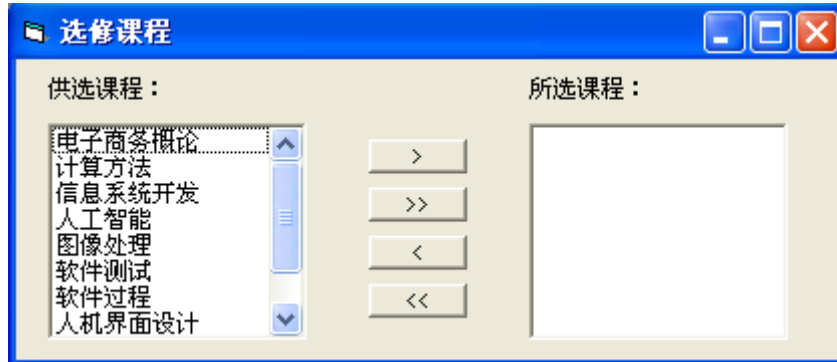 选修课程
供选课程：
所选课程：
电子商务概论
计算方法
信息系统开发
人工智能
图像处理
软件测试
软件过程
人机界面设计
>
>>
<
<<